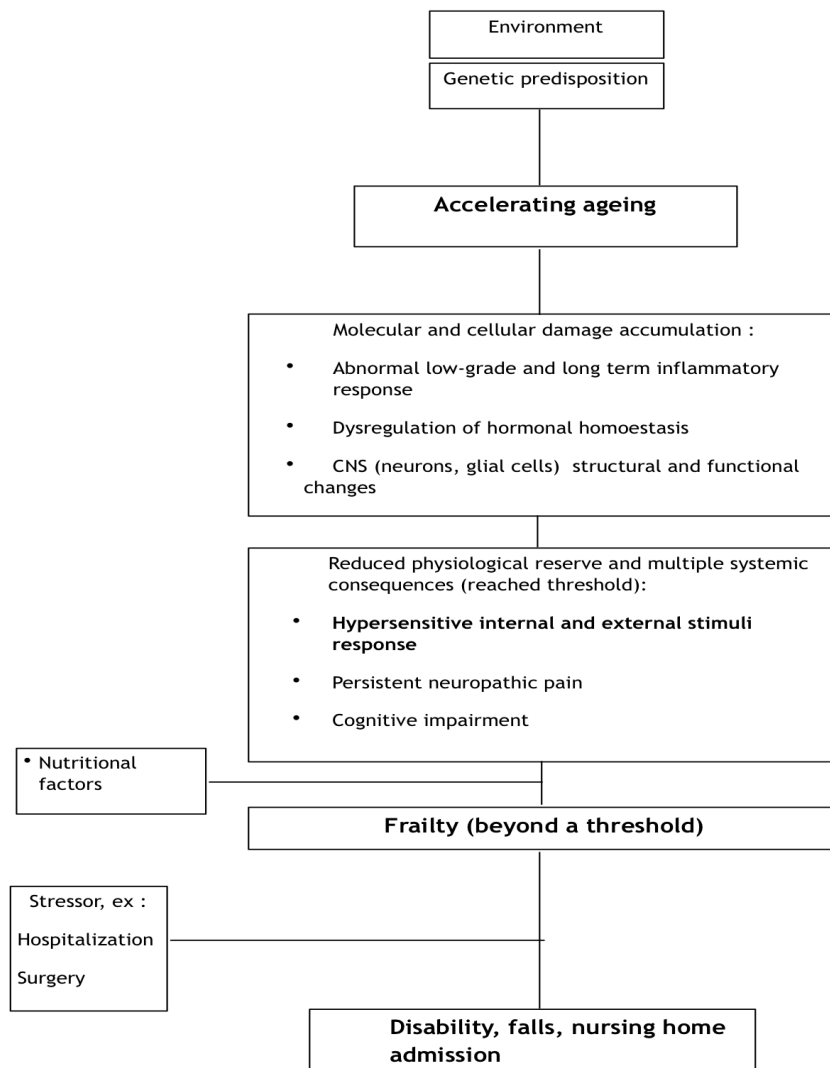 Environment
Genetic predisposition
Accelerating ageing
Molecular and cellular damage accumulation :
• Abnormal low-grade and long term inflammatory
response
• Dysregulation of hormonal homoestasis
• CNS (neurons, glial cells) structural and functional
changes
Reduced physiological reserve and multiple systemic
consequences (reached threshold):
• Hypersensitive internal and external stimuli
response
• Persistent neuropathic pain
• Cognitive impairment
• Nutritional
factors
Frailty (beyond a threshold)
Stressor, ex :
Hospitalization
Surgery
Disability, falls, nursing home
admission